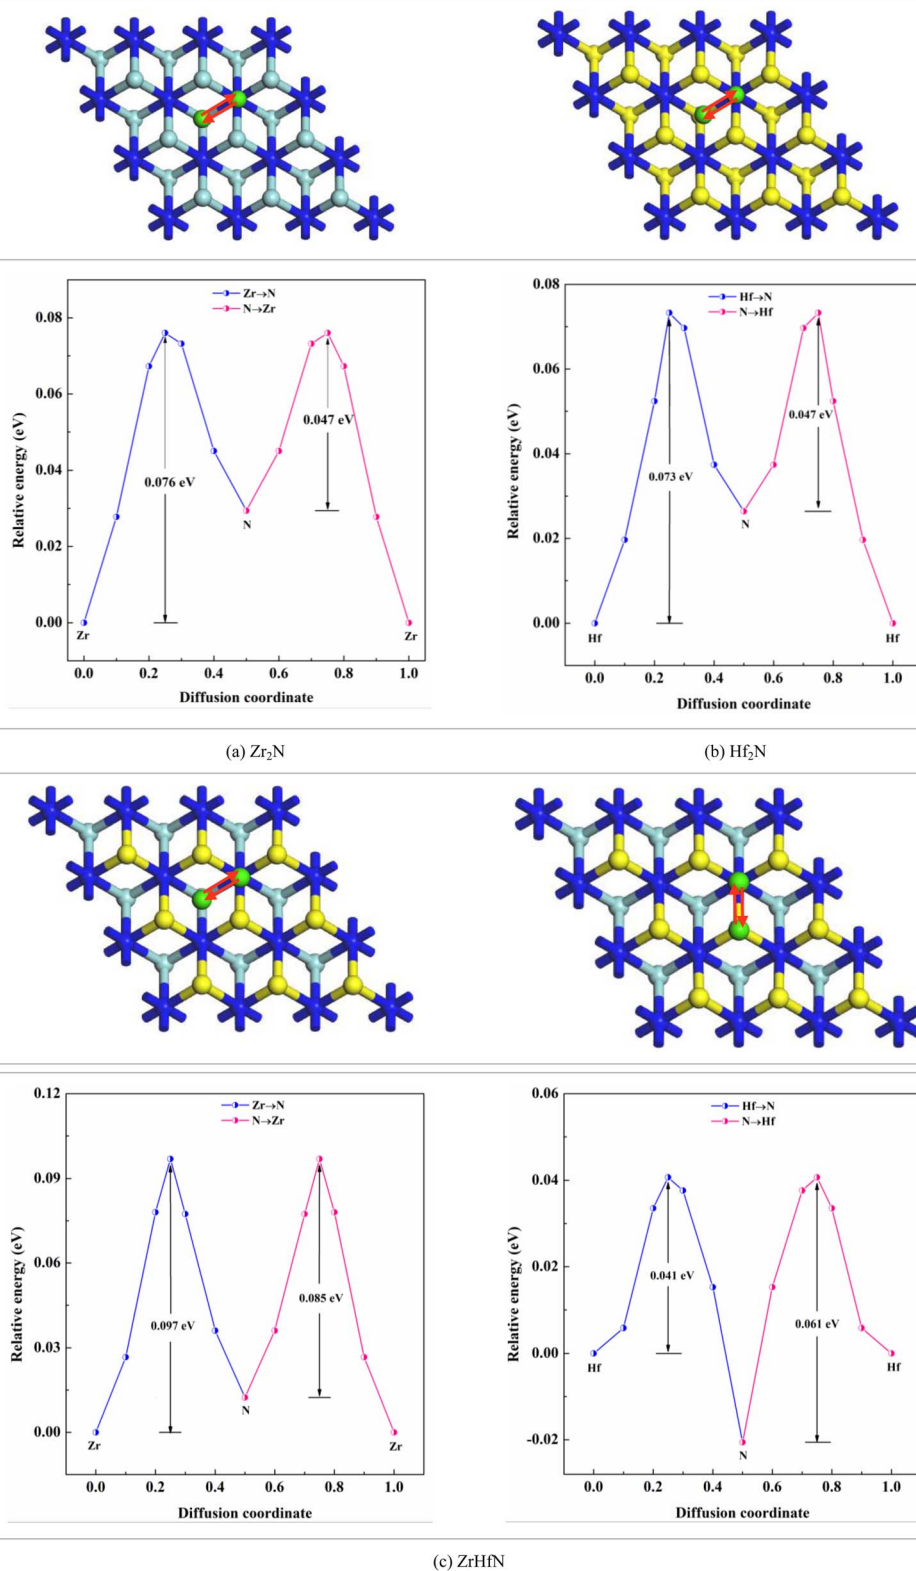 Zr→N
N→Zr
0.08
0.06
0.04
0.02
0.00
Relative energy (eV)
0.076 eV
0.047 eV
Zr
N
Zr
0.0 0.2 0.4 0.6 0.8 1.0
Diffusion coordinate
Hf→N
N→Hf
0.08
0.06
0.04
0.02
0.00
Relative energy (eV)
0.073 eV
0.047 eV
Hf
N
Hf
0.0 0.2 0.4 0.6 0.8 1.0
Diffusion coordinate
(a) Zr₂N
(b) Hf₂N
Zr→N
N→Zr
0.12
0.09
0.06
0.03
0.00
Relative energy (eV)
0.097 eV
0.085 eV
Zr
N
Zr
0.0 0.2 0.4 0.6 0.8 1.0
Diffusion coordinate
Hf→N
N→Hf
0.06
0.04
0.02
0.00
-0.02
Relative energy (eV)
0.041 eV
0.061 eV
Hf
N
Hf
0.0 0.2 0.4 0.6 0.8 1.0
Diffusion coordinate
(c) ZrHfN